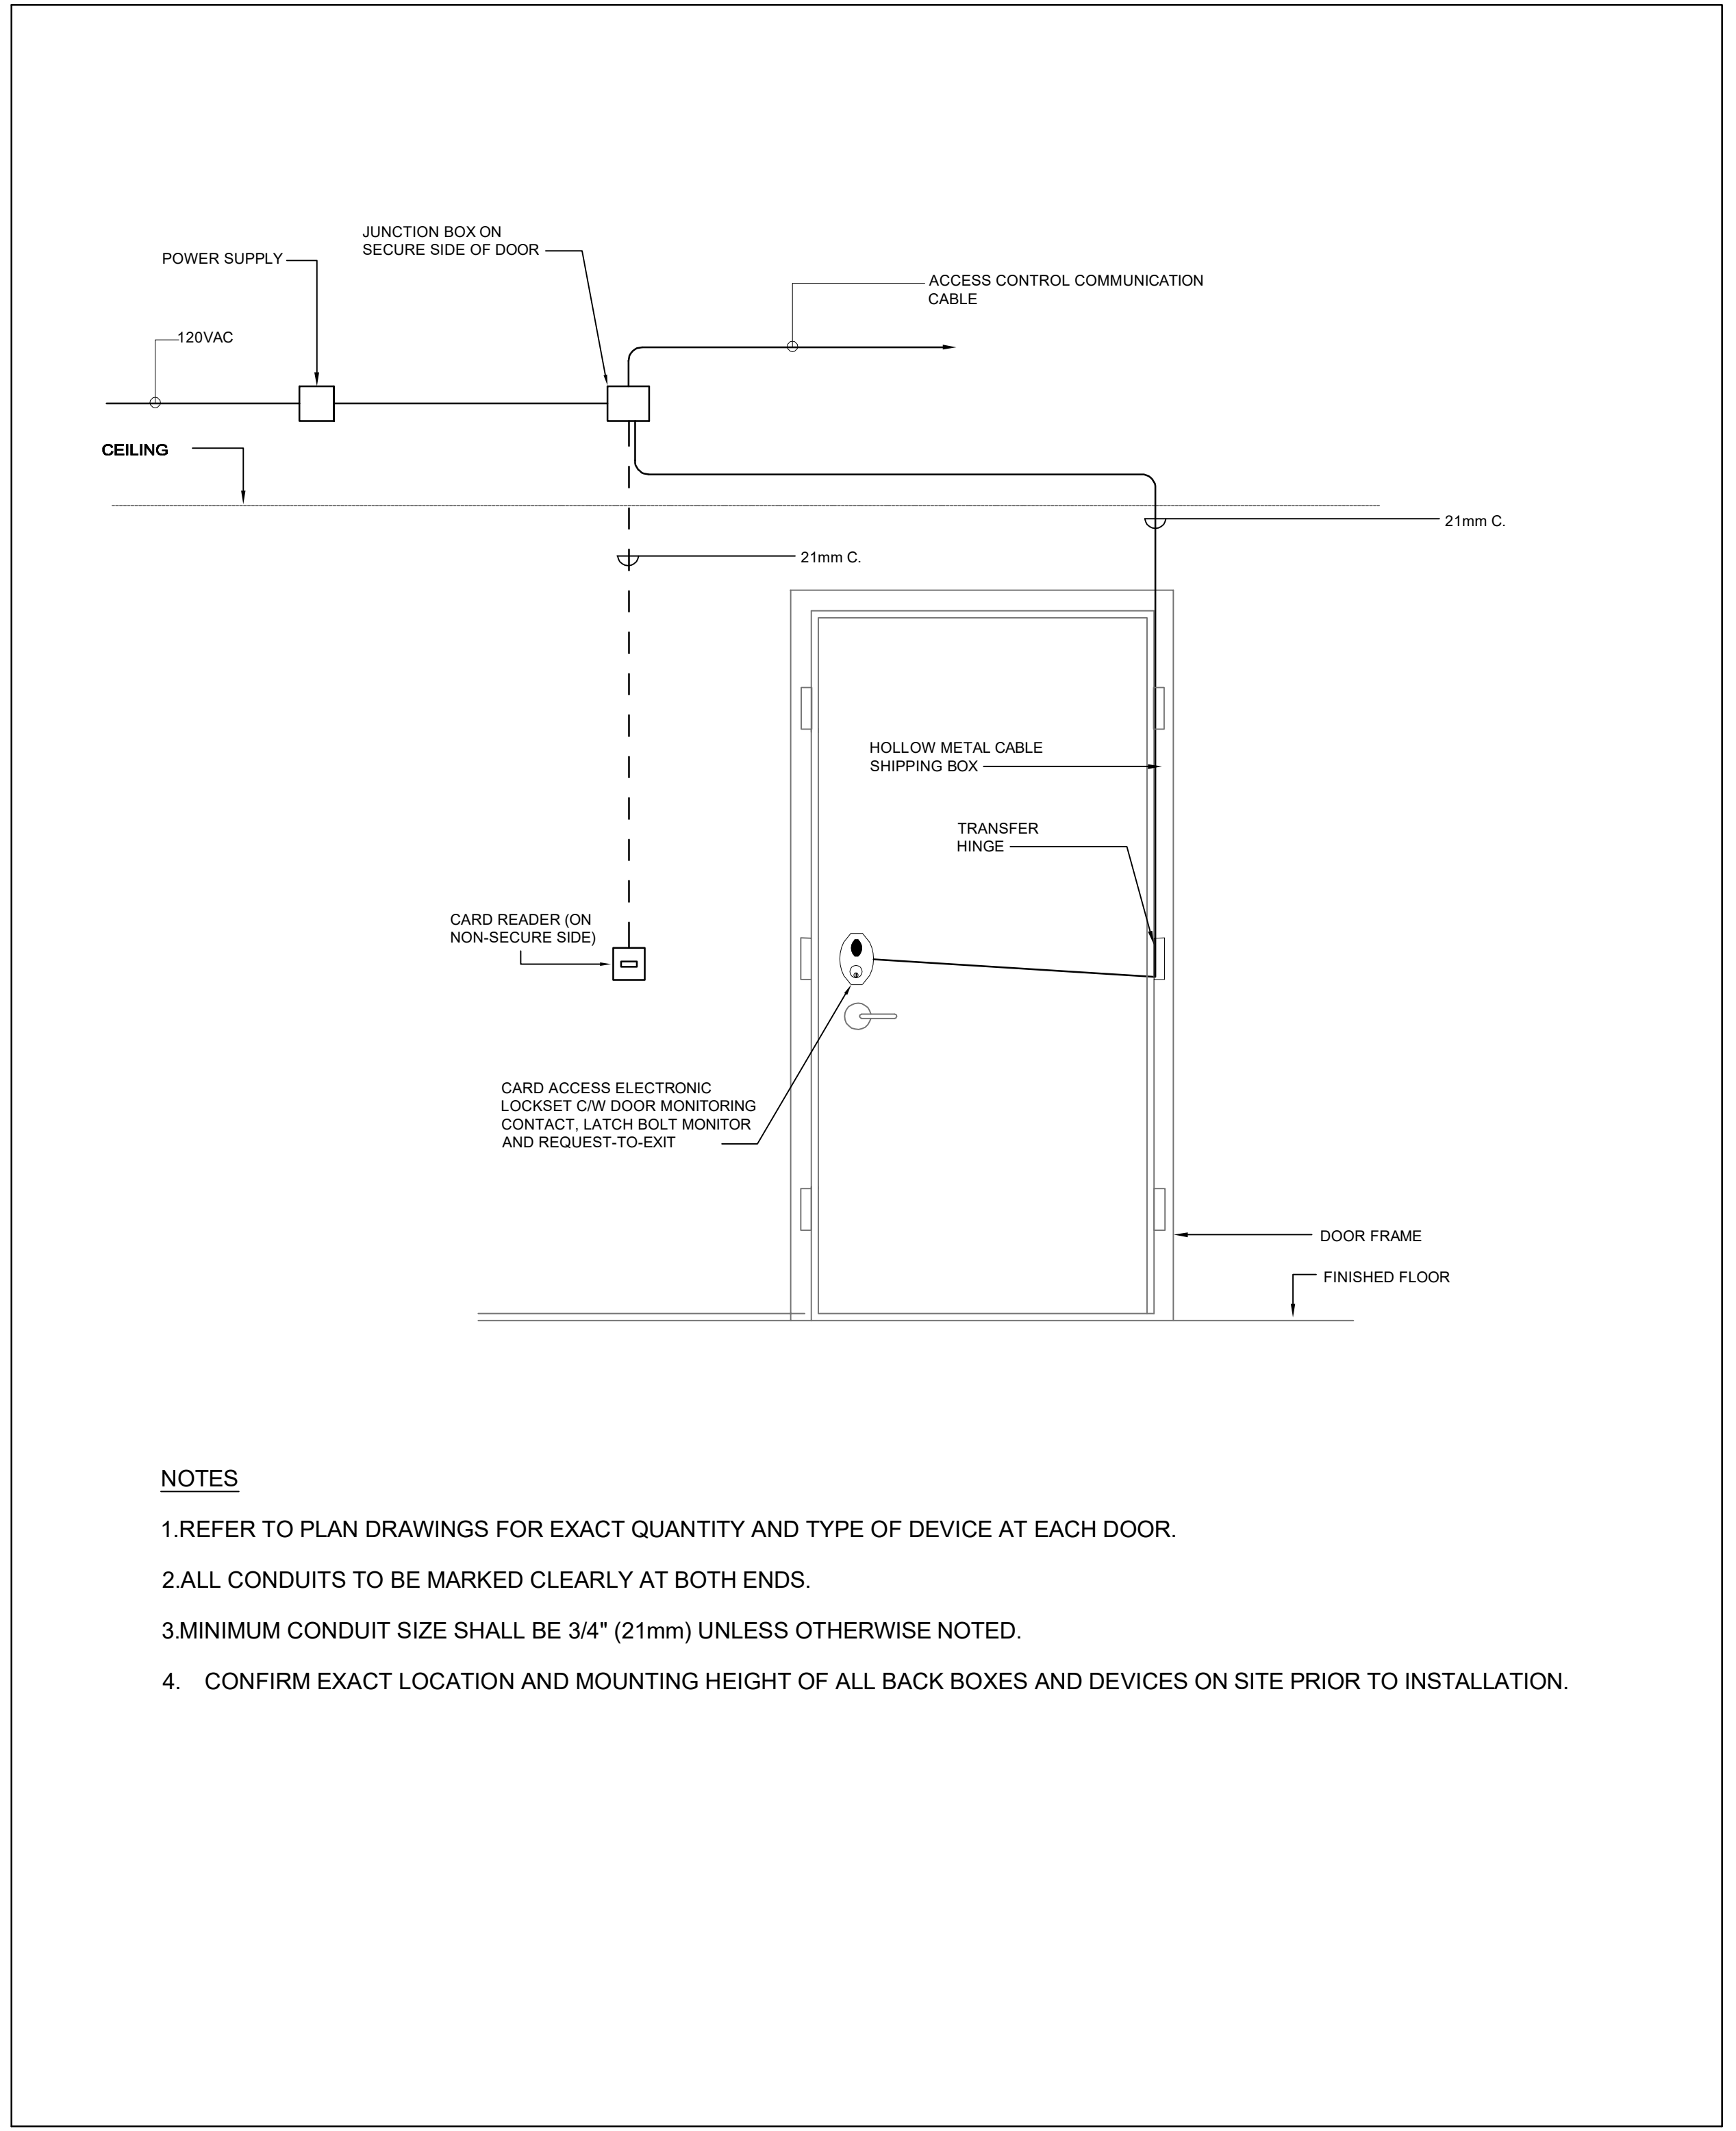 JUNCTION BOX ON
SECURE SIDE OF DOOR
POWER SUPPLY
ACCESS CONTROL COMMUNICATION
CABLE
120VAC
CEILING
21mm C.
21mm C.
HOLLOW METAL CABLE
SHIPPING BOX
TRANSFER
HINGE
CARD READER (ON
NON-SECURE SIDE)
CARD ACCESS ELECTRONIC
LOCKSET C/W DOOR MONITORING
CONTACT, LATCH BOLT MONITOR
AND REQUEST-TO-EXIT
DOOR FRAME
FINISHED FLOOR
NOTES
1.REFER TO PLAN DRAWINGS FOR EXACT QUANTITY AND TYPE OF DEVICE AT EACH DOOR.
2.ALL CONDUITS TO BE MARKED CLEARLY AT BOTH ENDS.
3.MINIMUM CONDUIT SIZE SHALL BE 3/4" (21mm) UNLESS OTHERWISE NOTED.
4. CONFIRM EXACT LOCATION AND MOUNTING HEIGHT OF ALL BACK BOXES AND DEVICES ON SITE PRIOR TO INSTALLATION.